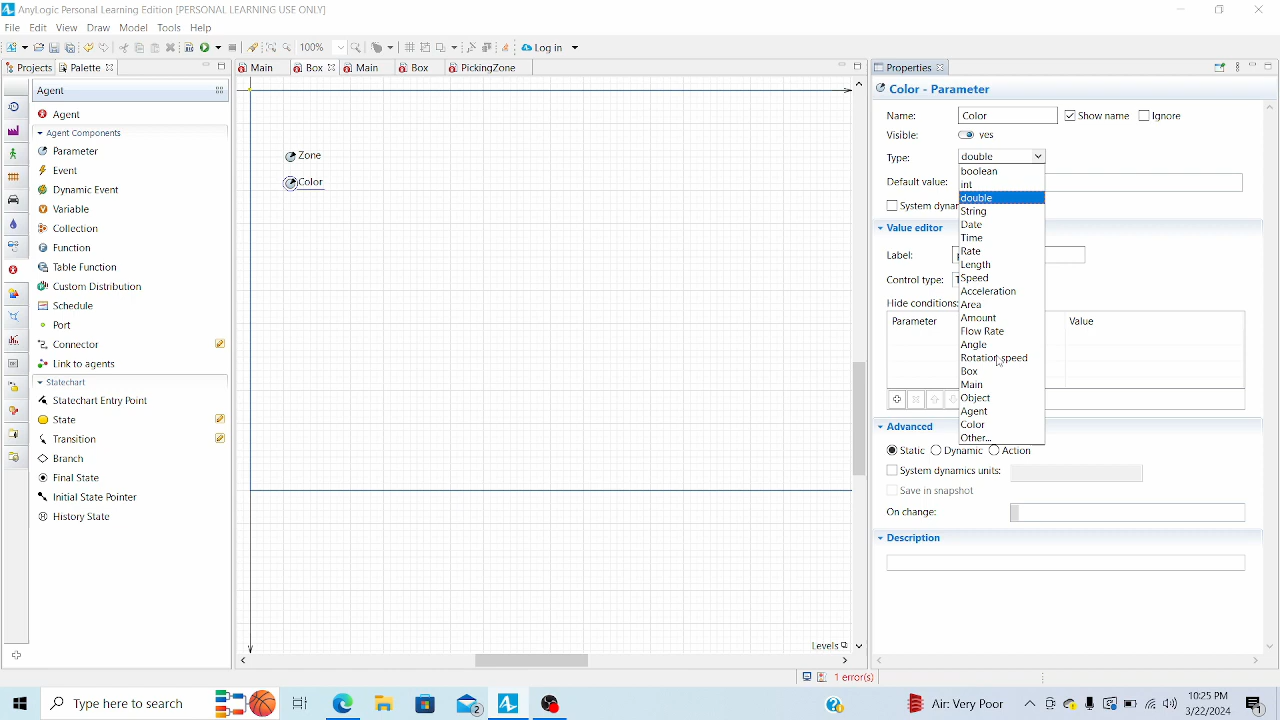 AnyLogic Personal Learning Edition [PERSONAL LEARNING USE ONLY]
File Edit View Draw Model Tools Help
100% Log in
Projects Palette
Main Box Main Box PickingZone
Properties
Agent
Agent
Agent Components
Parameter
Event
Dynamic Event
Variable
Collection
Function
Table Function
Custom Distribution
Schedule
Port
Connector
Link to agents
Statechart
Statechart Entry Point
State
Transition
Branch
Final State
Initial State Pointer
History State
Zone
Color
Levels
Color - Parameter
Name: Color Show name Ignore
Visible: yes
Type: double
Default value:
System dyna
Value editor
Label:
Control type:
Hide conditions:
Parameter Value
boolean
int
double
String
Date
Time
Rate
Length
Speed
Acceleration
Area
Amount
Flow Rate
Angle
Rotation speed
Box
Main
Object
Agent
Color
Other...
Advanced
Static Dynamic Action
System dynamics units:
Save in snapshot
On change:
Description
1 error(s)
Type here to search
2
Air: Very Poor
10:25 PM
3/22/2024
1